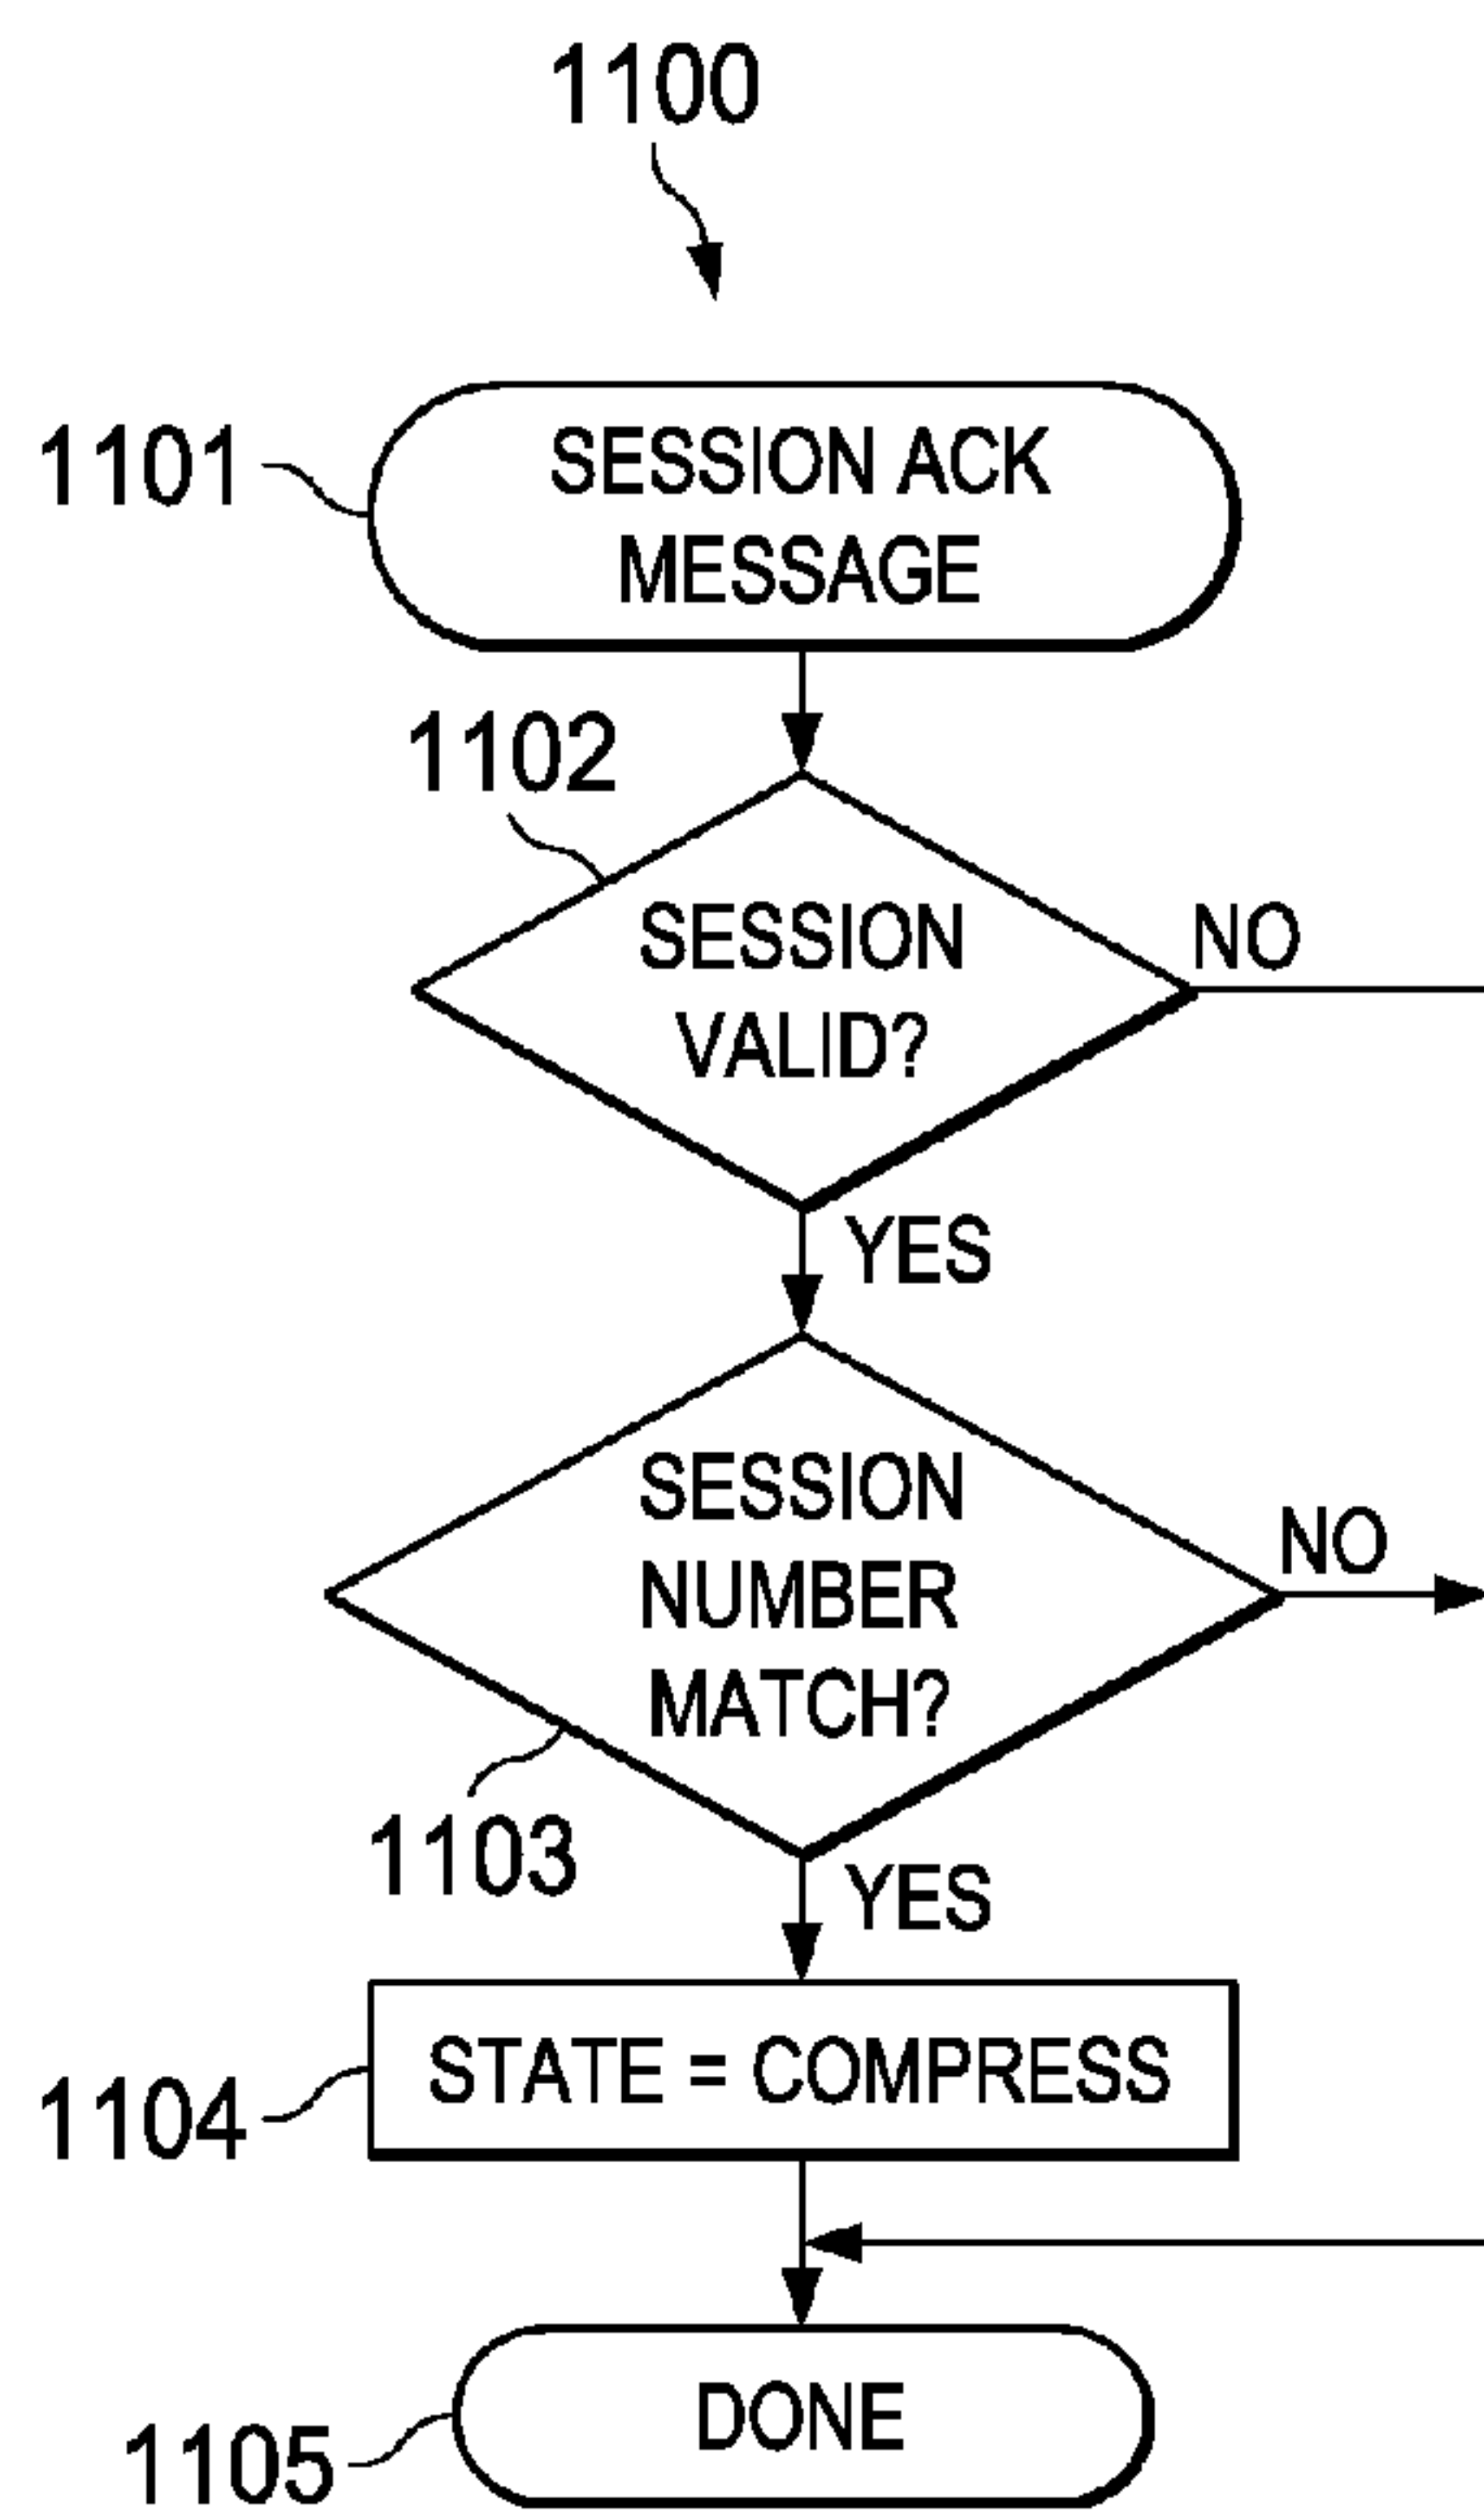 1100
1101
SESSION ACK
MESSAGE
1102
SESSION
VALID?
NO
YES
SESSION
NUMBER
MATCH?
NO
1103
YES
1104
STATE = COMPRESS
DONE
1105